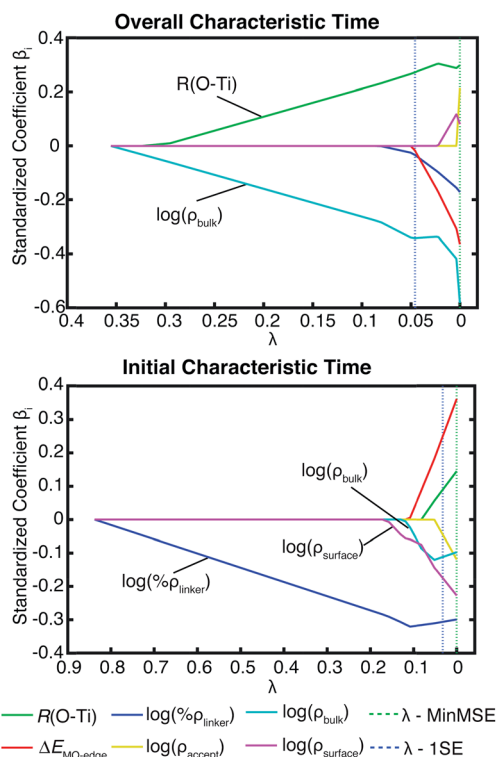 Overall Characteristic Time
Standardized Coefficient βi
0.4
0.2
0
-0.2
-0.4
-0.6
R(O-Ti)
log(ρbulk)
0.4 0.35 0.3 0.25 0.2 0.15 0.1 0.05 0
λ
Initial Characteristic Time
Standardized Coefficient βi
0.4
0.3
0.2
0.1
0
-0.1
-0.2
-0.3
-0.4
log(ρbulk)
log(ρsurface)
log(%ρlinker)
0.9 0.8 0.7 0.6 0.5 0.4 0.3 0.2 0.1 0
λ
R(O-Ti) log(%ρlinker) log(ρbulk) λ - MinMSE
ΔEMO-edge log(ρaccept) log(ρsurface) λ - 1SE